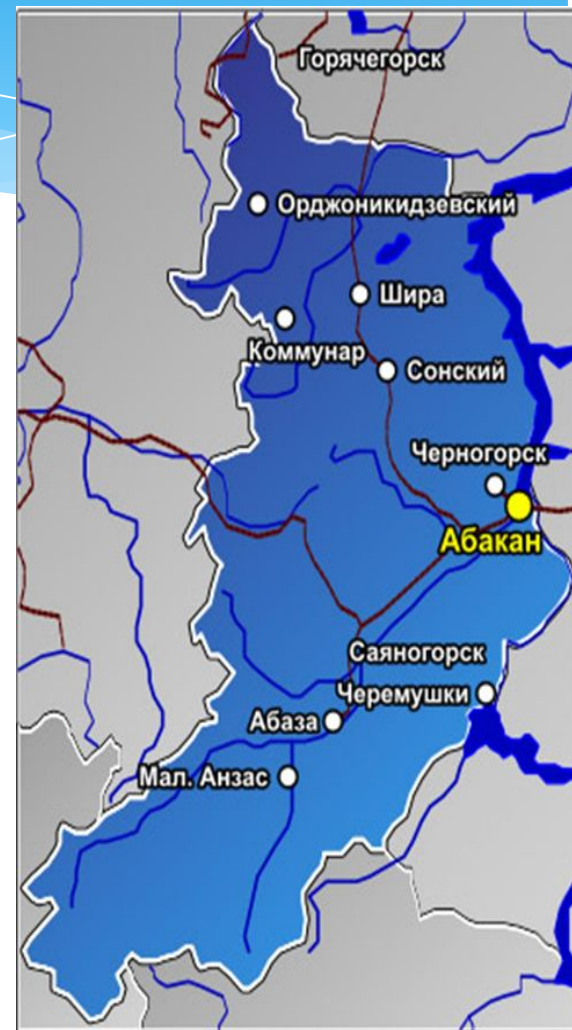 Горячегорск
Орджоникидзевский
Шира
Коммунар
Сонский
Черногорск
Абакан
Саяногорск
Черемушки
Абаза
Мал. Анзас